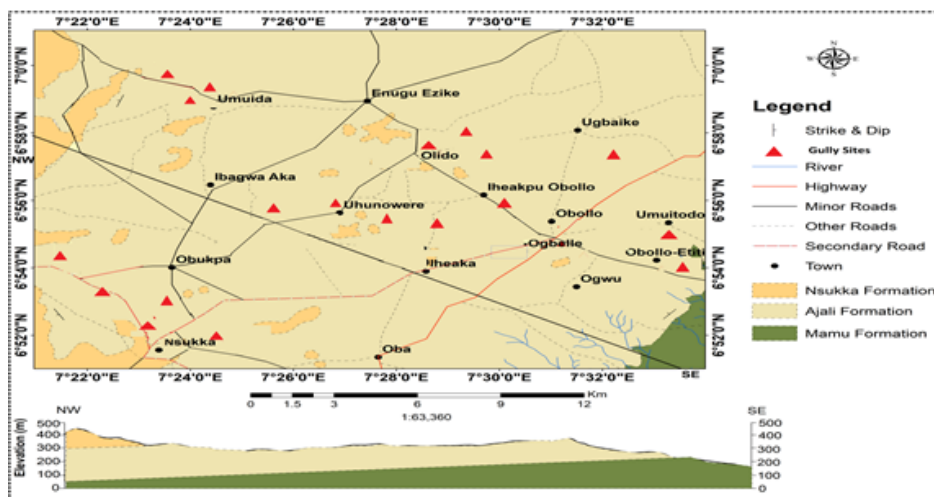 7°22'0"E 7°24'0"E 7°26'0"E 7°28'0"E 7°30'0"E 7°32'0"E
7°0'0"N
7°0'0"N
N
W E
S
Enugu Ezike
Umuida
Legend
Ugbaike
6°58'0"N
6°58'0"N
Strike & Dip
Gully Sites
NW
Olido
River
Ibagwa Aka
Iheakpu Obollo
Highway
6°56'0"N
6°56'0"N
Uhunowere
Minor Roads
Obollo
Umuitodo
Other Roads
Ogballe
Secondary Road
Obollo-Etiti
Obukpa
Iheaka
Town
6°54'0"N
6°54'0"N
Ogwu
Nsukka Formation
Ajali Formation
6°52'0"N
6°52'0"N
Nsukka
Oba
Mamu Formation
SE
7°22'0"E 7°24'0"E 7°26'0"E 7°28'0"E 7°30'0"E 7°32'0"E
Km
0 1.5 3 6 9 12
1:63,360
NW SE
Elevation (m)
500 500
400 400
300 300
200 200
100 100
0 0